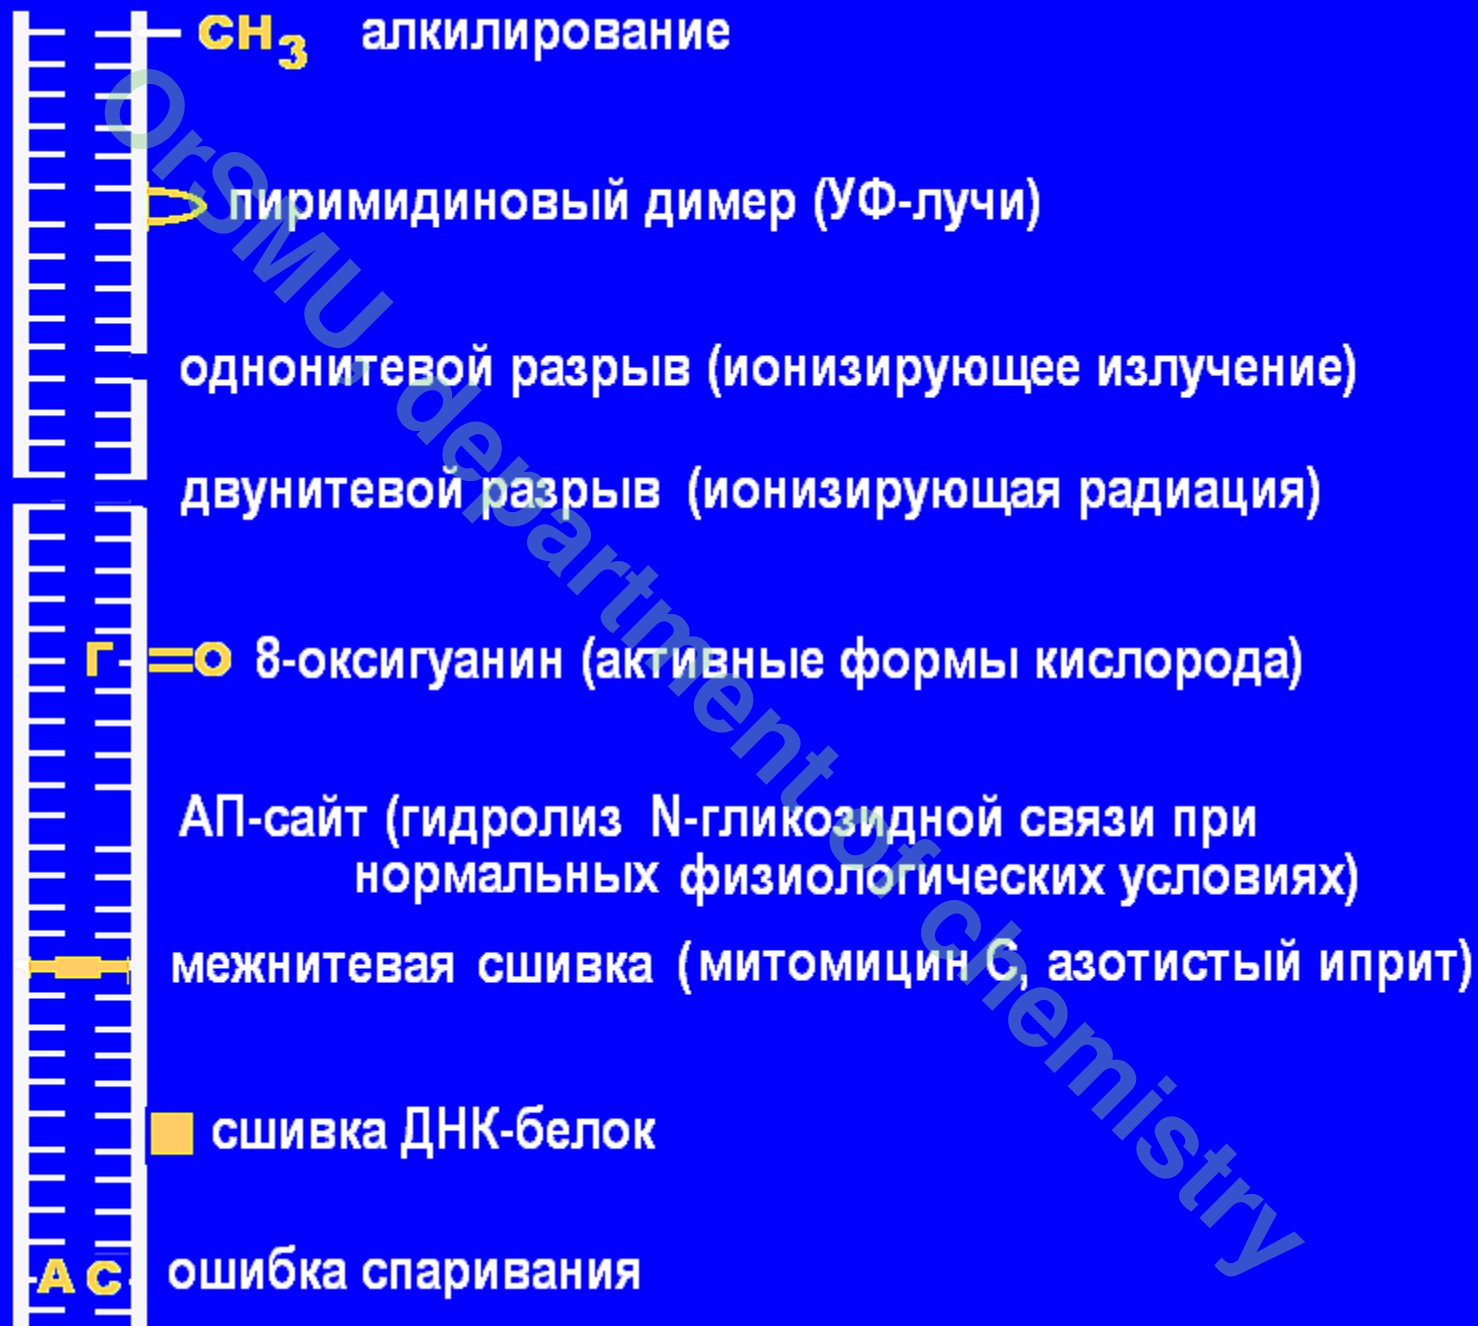 CH3 алкилирование
пиримидиновый димер (УФ-лучи)
однонитевой разрыв (ионизирующее излучение)
двунитевой разрыв (ионизирующая радиация)
Г =О 8-оксигуанин (активные формы кислорода)
АП-сайт (гидролиз N-гликозидной связи при
нормальных физиологических условиях)
межнитевая сшивка (митомицин С, азотистый иприт)
сшивка ДНК-белок
А С ошибка спаривания
OrSMU, department of chemistry